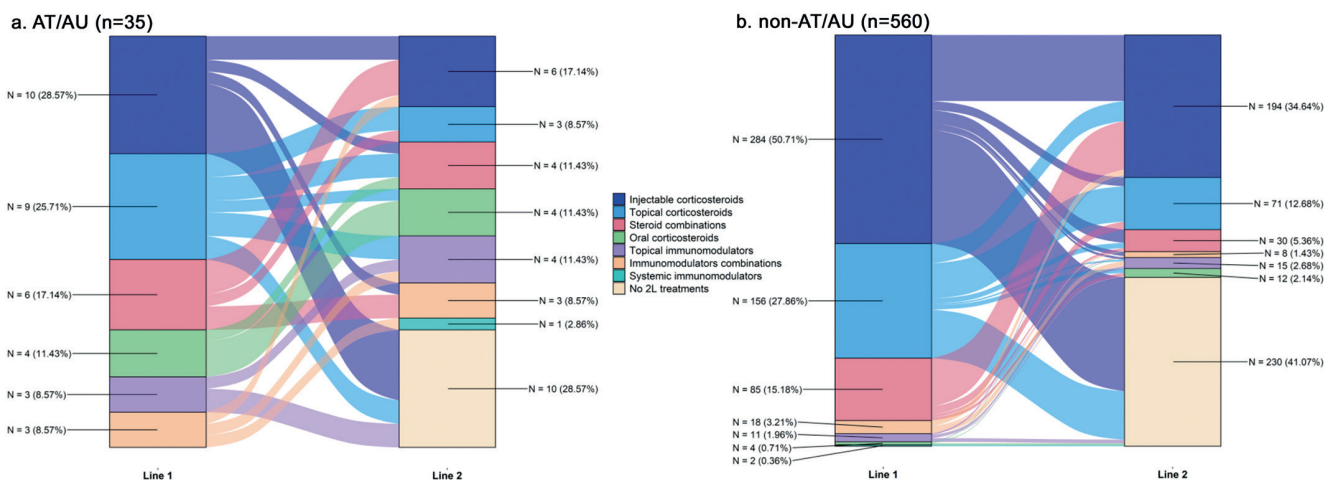 a. AT/AU (n=35)
N = 10 (28.57%)
N = 9 (25.71%)
N = 6 (17.14%)
N = 4 (11.43%)
N = 3 (8.57%)
N = 3 (8.57%)
N = 6 (17.14%)
N = 3 (8.57%)
N = 4 (11.43%)
N = 4 (11.43%)
N = 4 (11.43%)
N = 3 (8.57%)
N = 1 (2.86%)
N = 10 (28.57%)
Line 1
Line 2
Injectable corticosteroids
Topical corticosteroids
Steroid combinations
Oral corticosteroids
Topical immunomodulators
Immunomodulators combinations
Systemic immunomodulators
No 2L treatments
b. non-AT/AU (n=560)
N = 284 (50.71%)
N = 156 (27.86%)
N = 85 (15.18%)
N = 18 (3.21%)
N = 11 (1.96%)
N = 4 (0.71%)
N = 2 (0.36%)
N = 194 (34.64%)
N = 71 (12.68%)
N = 30 (5.36%)
N = 8 (1.43%)
N = 15 (2.68%)
N = 12 (2.14%)
N = 230 (41.07%)
Line 1
Line 2